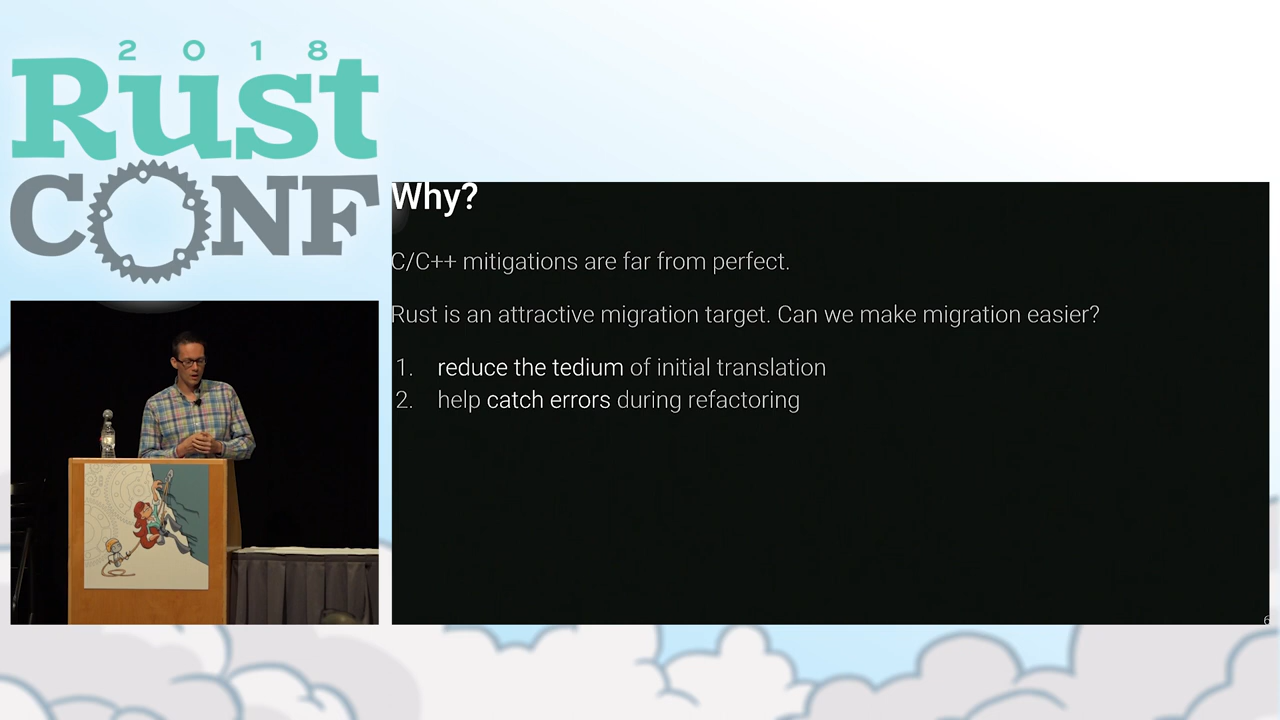 2018
Rust
CONF
Why?
C/C++ mitigations are far from perfect.
Rust is an attractive migration target. Can we make migration easier?
1. reduce the tedium of initial translation
2. help catch errors during refactoring
6